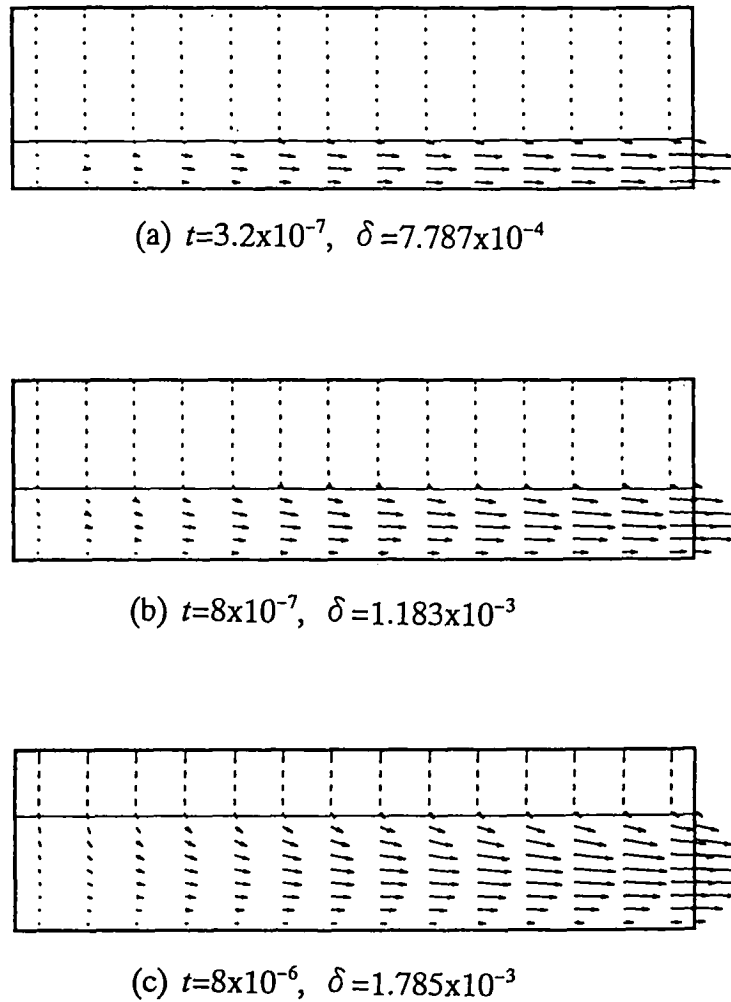 (a) t=3.2x10⁻⁷, δ=7.787x10⁻⁴
(b) t=8x10⁻⁷, δ=1.183x10⁻³
(c) t=8x10⁻⁶, δ=1.785x10⁻³